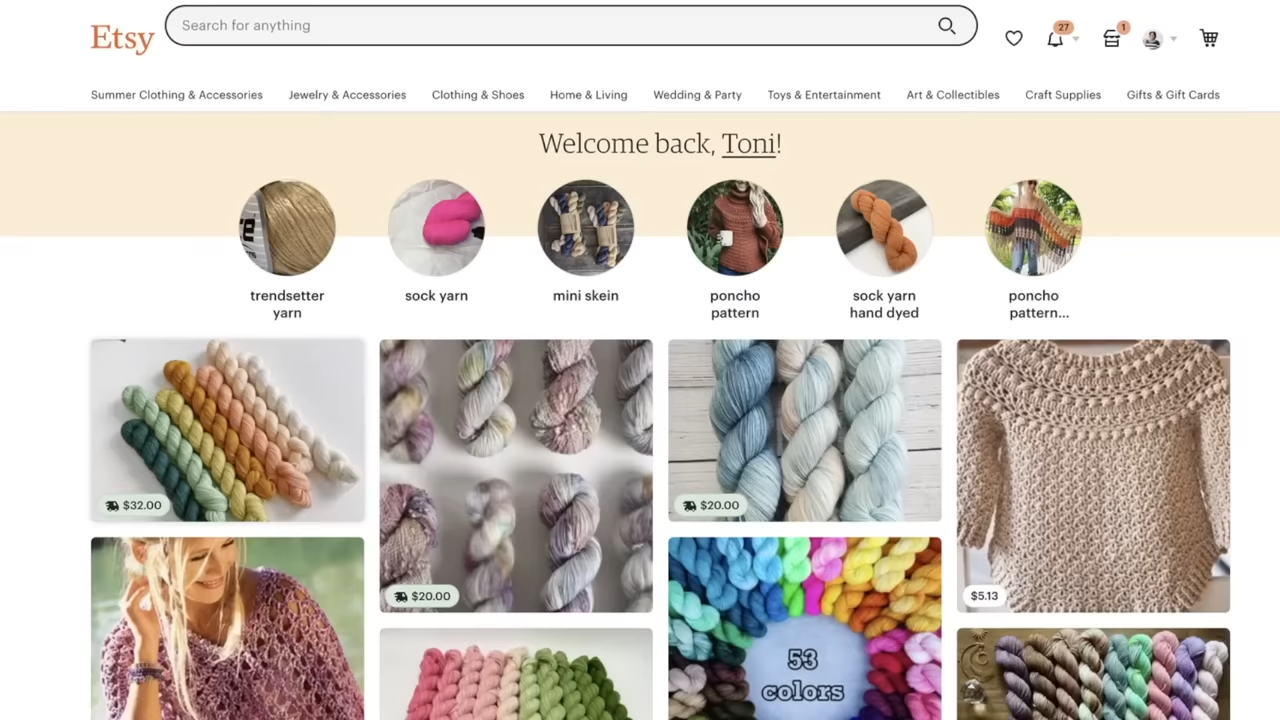 Etsy
Search for anything
27
1
Summer Clothing & Accessories
Jewelry & Accessories
Clothing & Shoes
Home & Living
Wedding & Party
Toys & Entertainment
Art & Collectibles
Craft Supplies
Gifts & Gift Cards
Welcome back, Toni!
trendsetter
yarn
sock yarn
mini skein
poncho
pattern
sock yarn
hand dyed
poncho
pattern...
$32.00
$20.00
$20.00
$5.13
53
colors